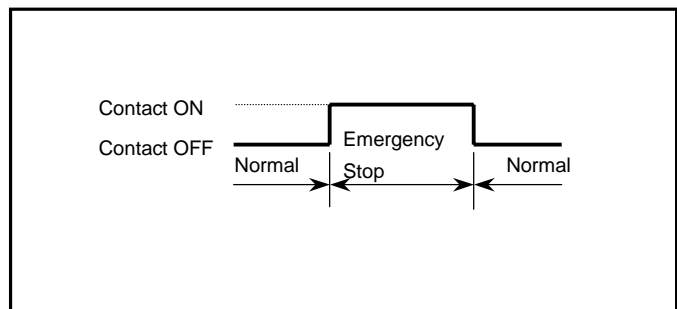 Contact ON
Contact OFF
Emergency
Stop
Normal
Normal